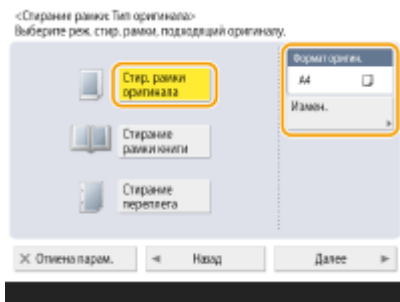 <Стирание рамки: Тип оригинала>
Выберите реж. стир. рамки, подходящий оригиналу.
Стир. рамки
оригинала
Стирание
рамки книги
Стирание
переплета
Формат оригин.
A4
Измен.
Отмена парам.
Назад
Далее